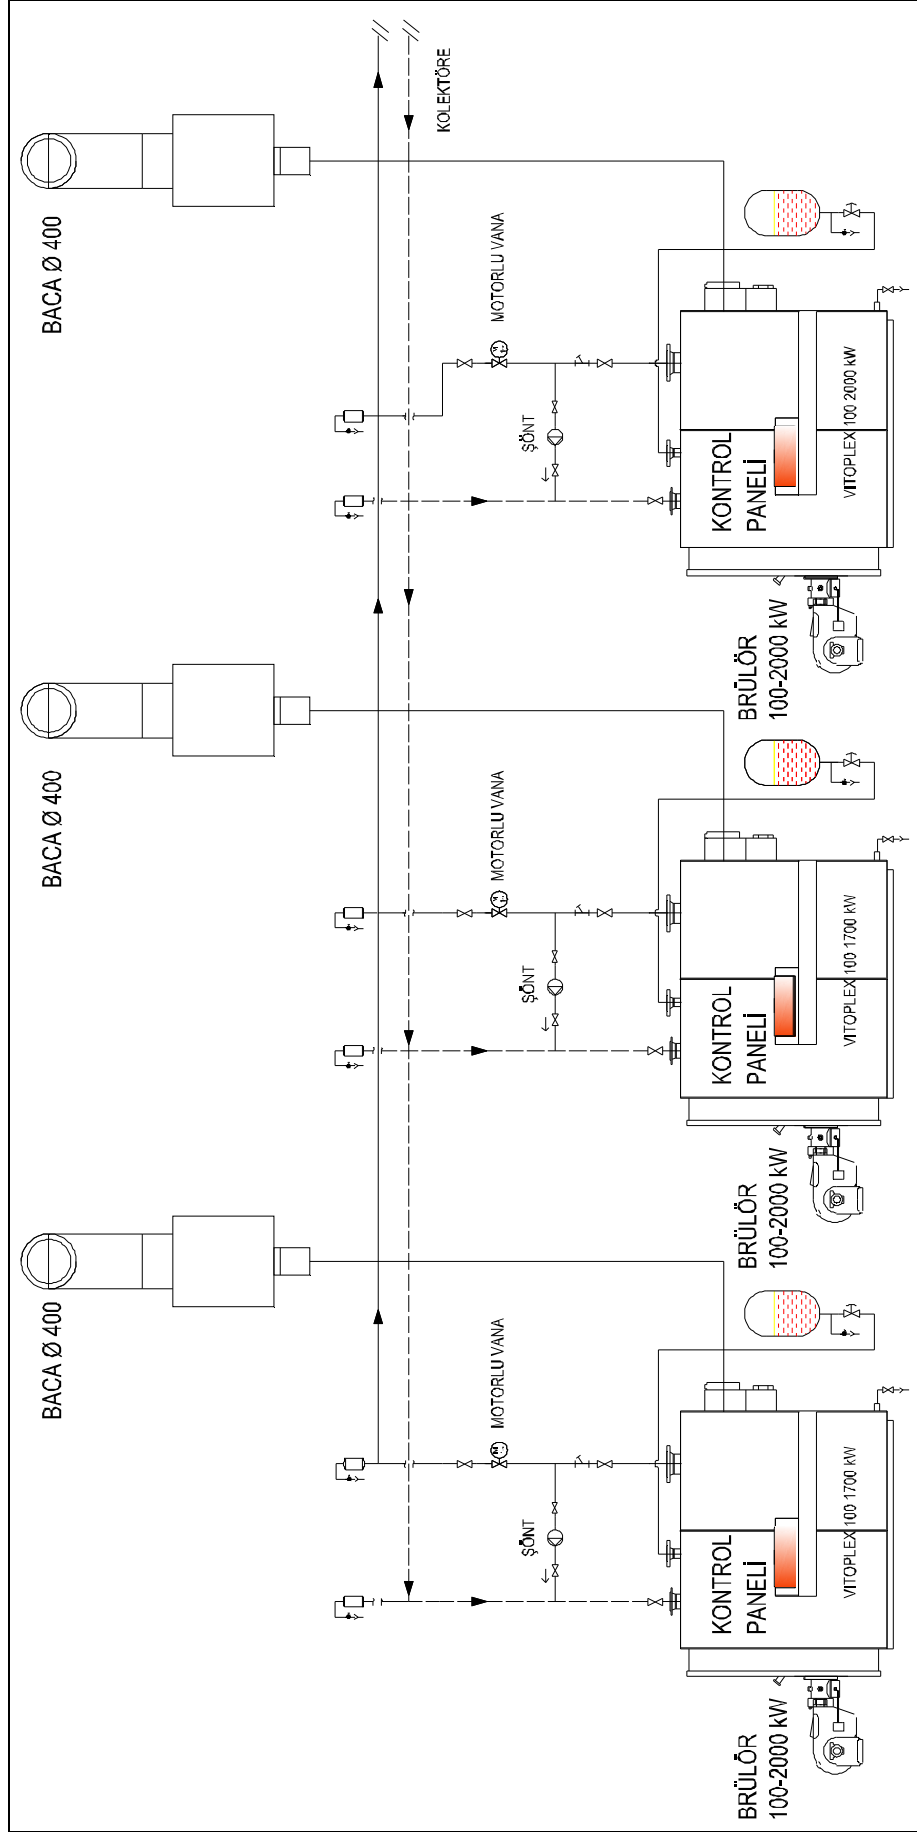 KOLEKTÖRE
BACA Ø 400
MOTORLU VANA
ŞÖNT
KONTROL
PANELİ
VITOPLEX 100 2000 kW
BRÜLÖR
100-2000 kW
BACA Ø 400
MOTORLU VANA
ŞÖNT
KONTROL
PANELİ
VITOPLEX 100 1700 kW
BRÜLÖR
100-2000 kW
BACA Ø 400
MOTORLU VANA
ŞÖNT
KONTROL
PANELİ
VITOPLEX 100 1700 kW
BRÜLÖR
100-2000 kW